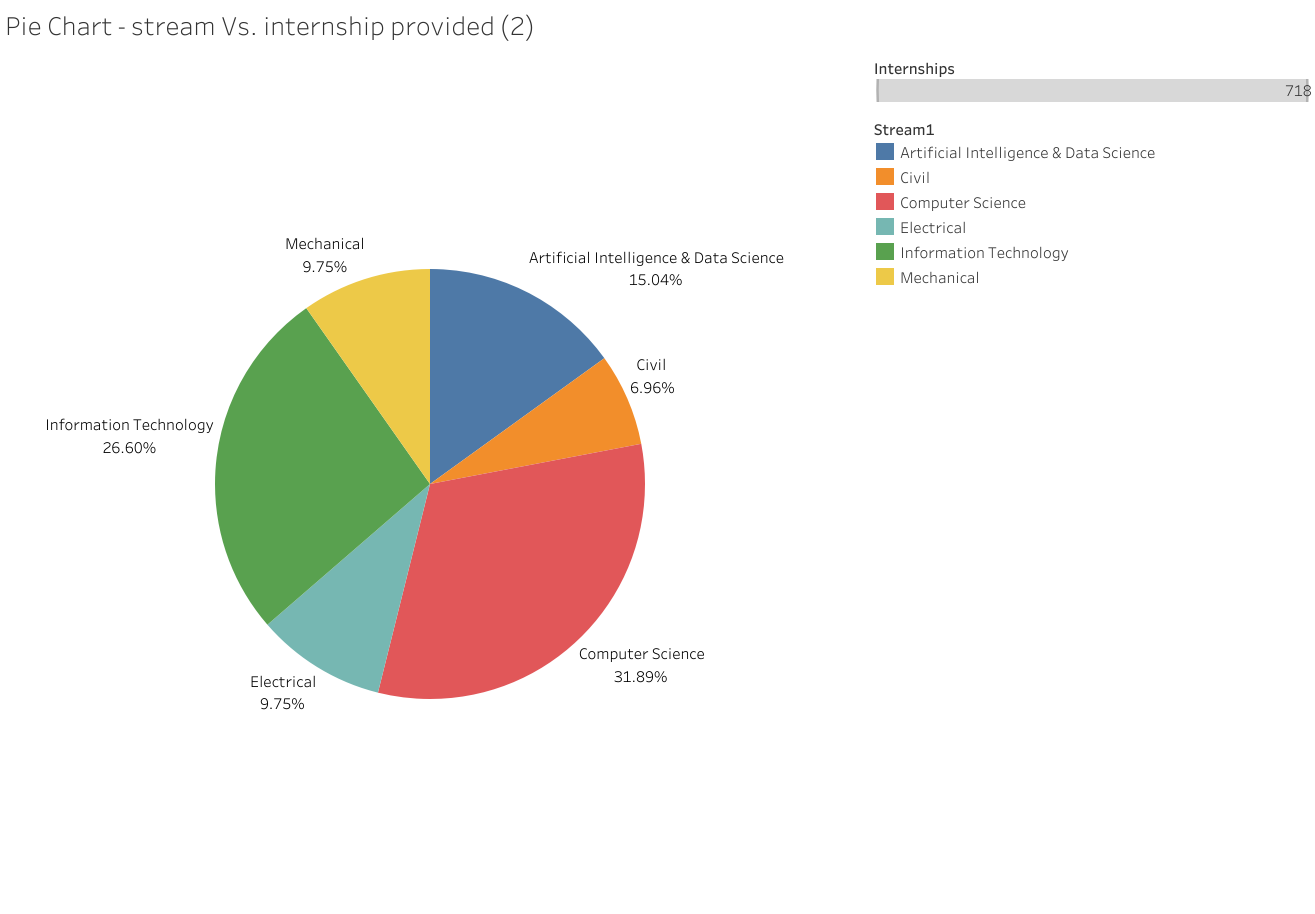 Pie Chart - stream Vs. internship provided (2)
Internships
718
Stream1
Artificial Intelligence & Data Science
Civil
Computer Science
Electrical
Information Technology
Mechanical
Mechanical
9.75%
Artificial Intelligence & Data Science
15.04%
Civil
6.96%
Information Technology
26.60%
Computer Science
31.89%
Electrical
9.75%